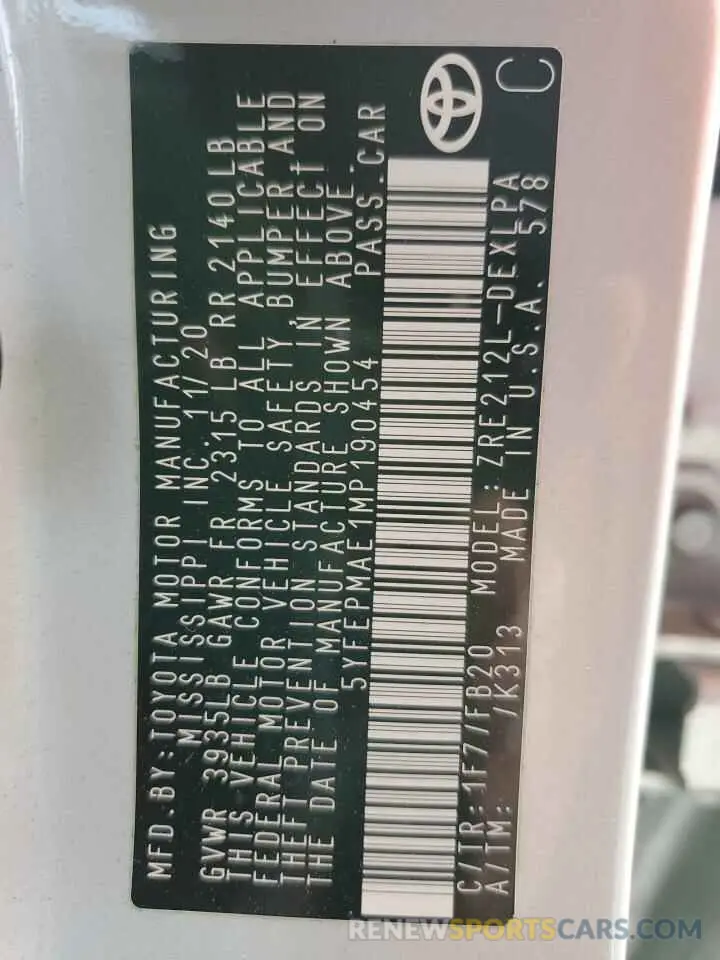 MFD.BY:TOYOTA MOTOR MANUFACTURING
MISSISSIPPI INC. 11/20
GVWR 3935LB GAWR FR 2315 LB RR 2140LB
THIS VEHICLE CONFORMS TO ALL APPLICABLE
FEDERAL MOTOR VEHICLE SAFETY, BUMPER AND
THEFT PREVENTION STANDARDS IN EFFECT ON
THE DATE OF MANUFACTURE SHOWN ABOVE.
5YFEPMAE1MP190454 PASS.CAR
C/TR:1F7/FB20 MODEL:ZRE212L-DEXLPA
A/TM: /K313 MADE IN U.S.A. 578
C
RENEWSPORTSCARS.COM